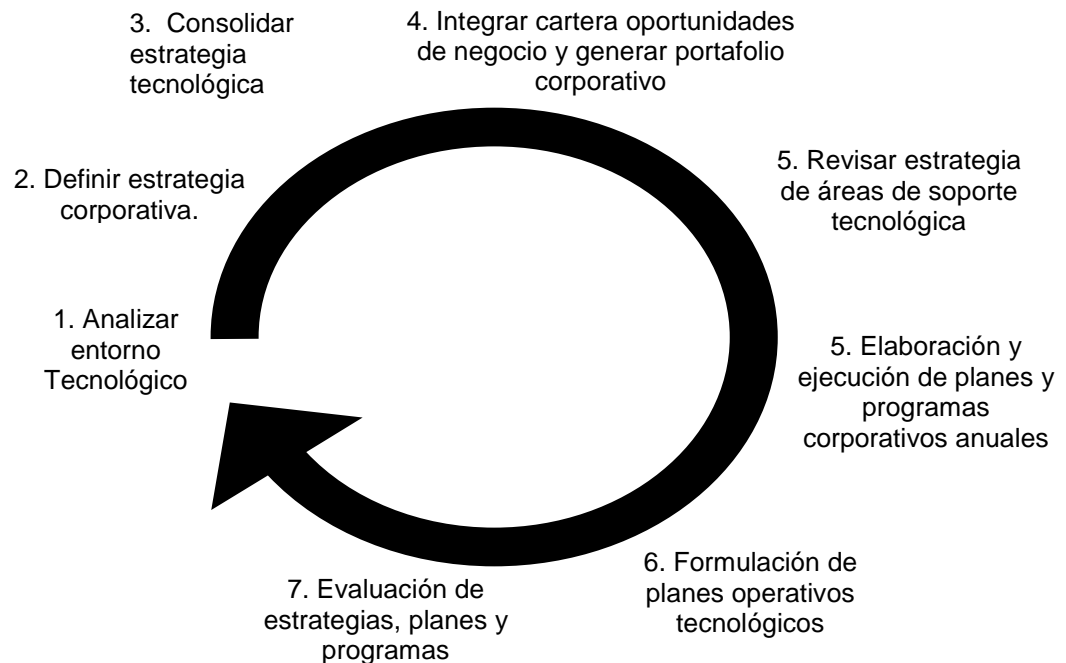 3. Consolidar
estrategia
tecnológica
4. Integrar cartera oportunidades
de negocio y generar portafolio
corporativo
2. Definir estrategia
corporativa.
5. Revisar estrategia
de áreas de soporte
tecnológica
1. Analizar
entorno
Tecnológico
5. Elaboración y
ejecución de planes y
programas
corporativos anuales
6. Formulación de
planes operativos
tecnológicos
7. Evaluación de
estrategias, planes y
programas